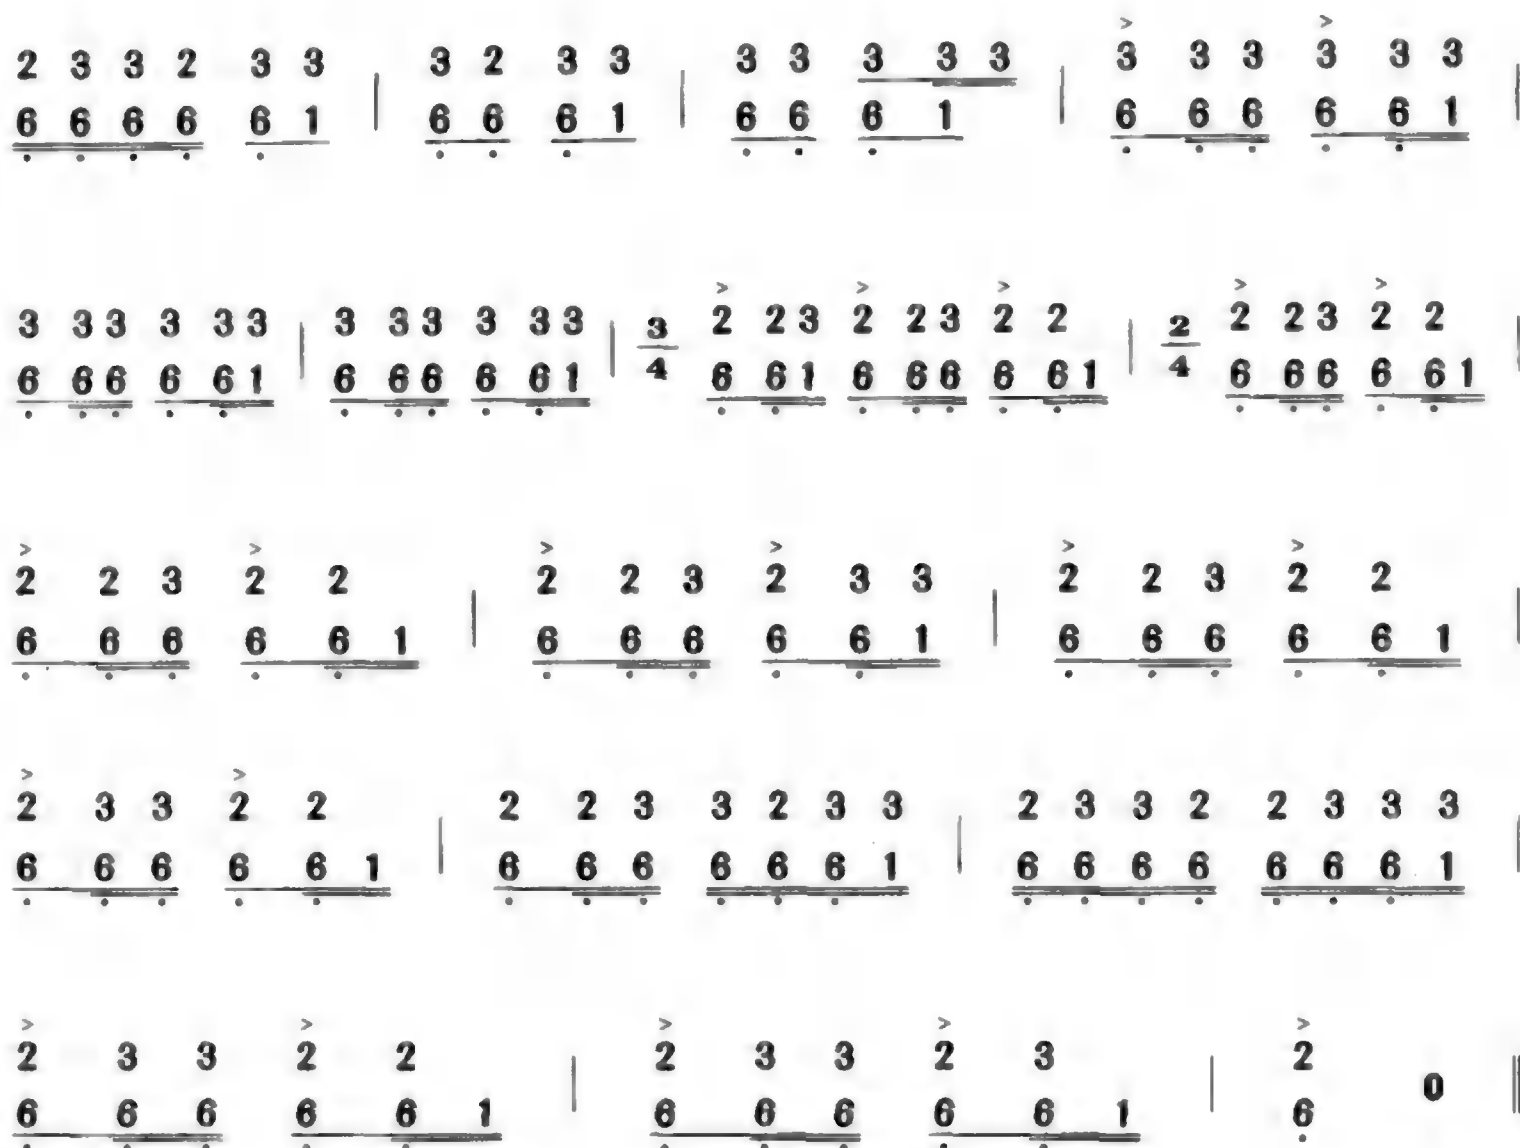 > >
2 3 3 2 3 3 | 3 2 3 3 | 3 3 3 3 3 | 3 3 3 3 3 3 |
6 6 6 6 6 1 | 6 6 6 1 | 6 6 6 1 | 6 6 6 6 6 1 |
> > > > >
3 3 3 3 3 3 | 3 3 3 3 3 3 | 3/4 2 2 3 2 2 3 2 2 | 2/4 2 2 3 2 2 |
6 6 6 6 6 1 | 6 6 6 6 6 1 | 6 6 1 6 6 6 6 6 1 | 6 6 6 6 6 1 |
> > > > > >
2 2 3 2 2 | 2 2 3 2 3 3 | 2 2 3 2 2 |
6 6 6 6 6 1 | 6 6 6 6 6 1 | 6 6 6 6 6 1 |
> >
2 3 3 2 2 | 2 2 3 3 2 3 3 | 2 3 3 2 2 3 3 3 |
6 6 6 6 6 1 | 6 6 6 6 6 6 1 | 6 6 6 6 6 6 6 1 |
> > > > >
2 3 3 2 2 | 2 3 3 2 3 | 2 0 ||
6 6 6 6 6 1 | 6 6 6 6 6 1 | 6